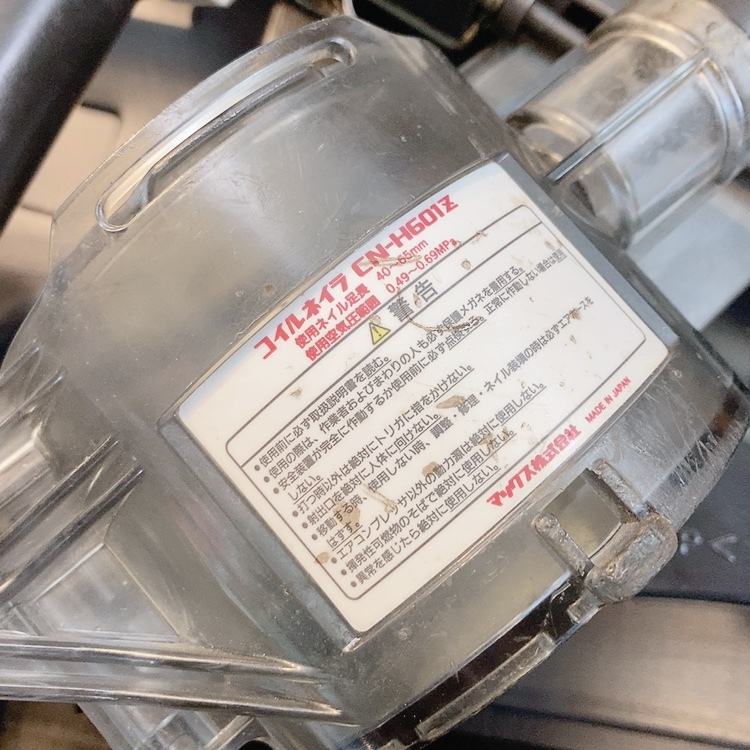 コイルネイラ CN-H601Z
使用ネイル足長 40~65mm
使用空気圧範囲 0.49~0.69MPa
警告
●使用前に必ず取扱説明書を読む。
●使用の際は、作業者およびまわりの人も必ず保護メガネを着用する。
●安全装置が完全に作動するか使用前に必ず点検する。正常に作動しない場合は使用
しない。
●打つ時以外は絶対にトリガに指をかけない。
●射出口を絶対に人体に向けない。
●移動する時、使用しない時、調整・修理・ネイル装填の時は必ずエアホースを
はずす。
●エアコンプレッサ以外の動力源は絶対に使用しない。
●揮発性可燃物のそばで絶対に使用しない。
●異常を感じたら絶対に使用しない。
マックス株式会社 MADE IN JAPAN